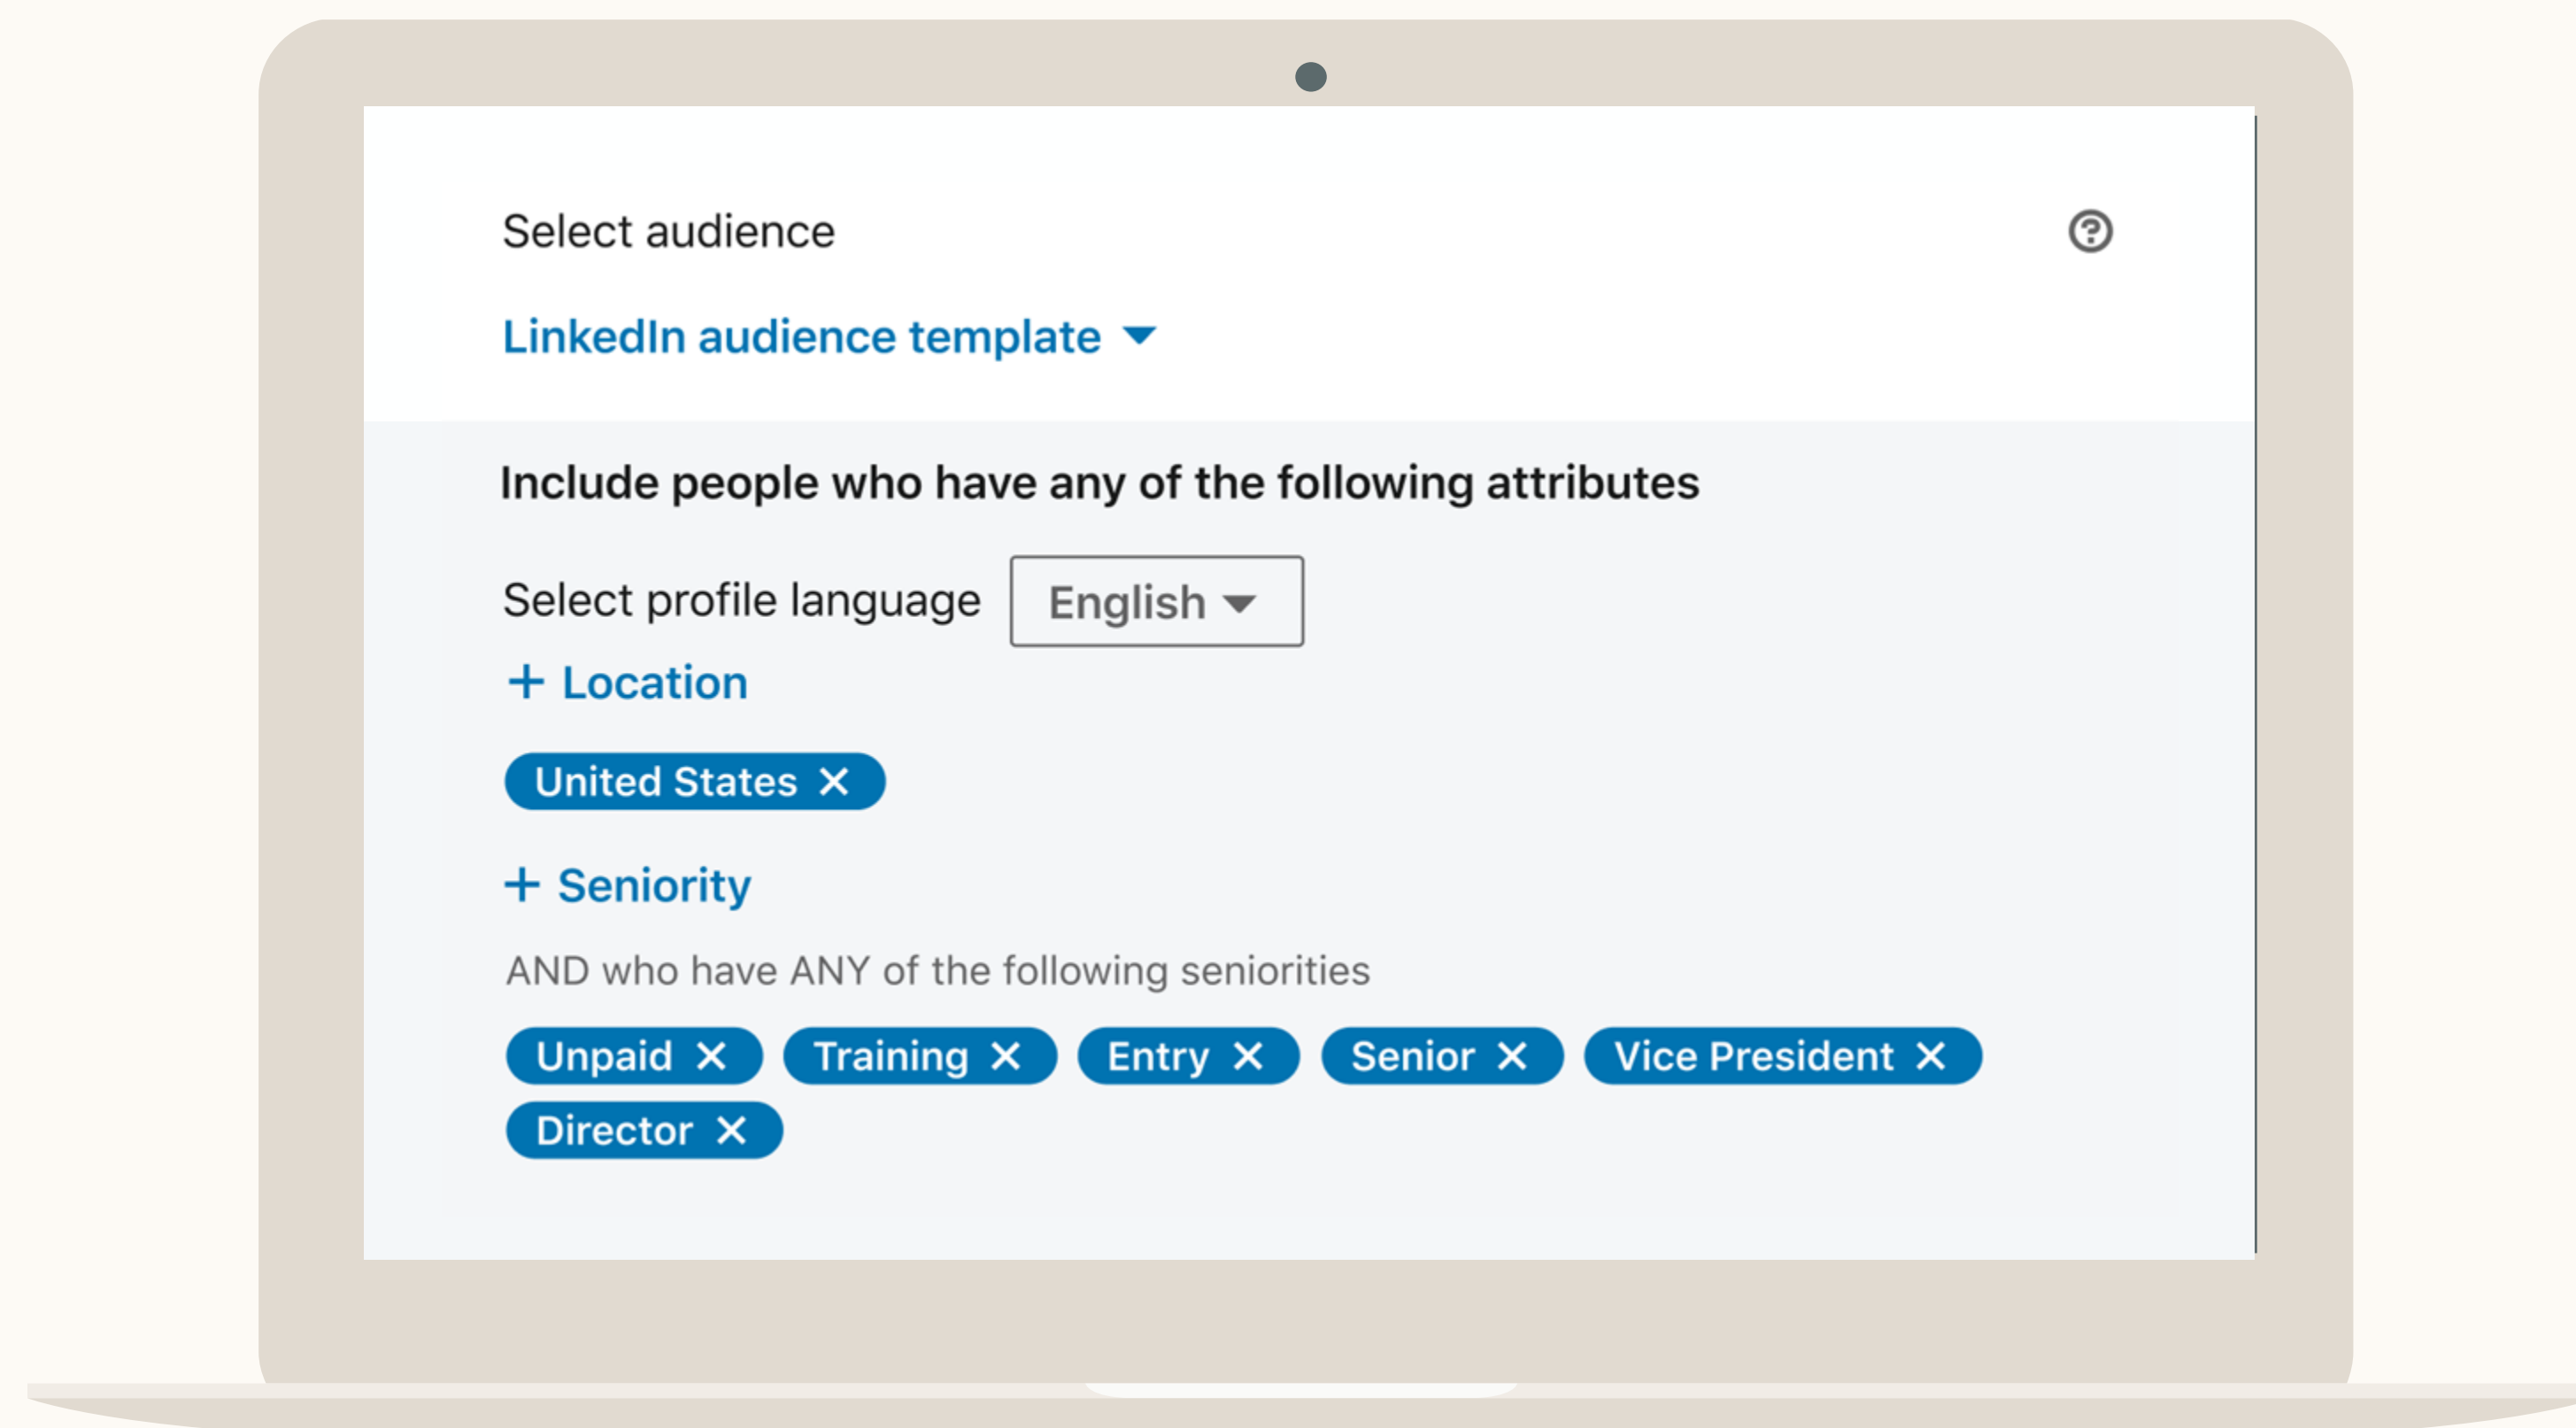 Select audience
LinkedIn audience template
Include people who have any of the following attributes
Select profile language English
+ Location
United States ✕
+ Seniority
AND who have ANY of the following seniorities
Unpaid ✕ Training ✕ Entry ✕ Senior ✕ Vice President ✕
Director ✕